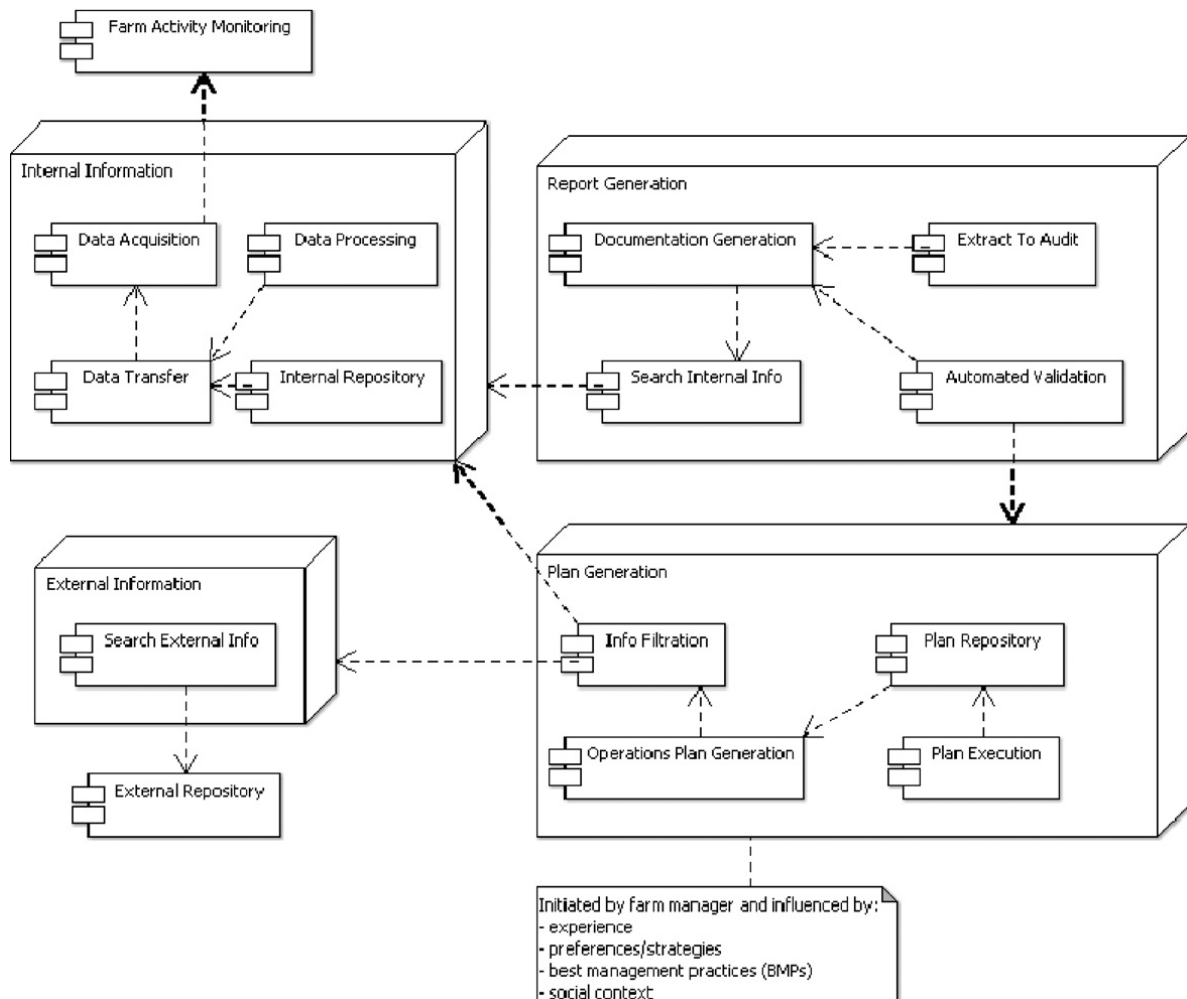 Farm Activity Monitoring
Internal Information
Data Acquisition
Data Processing
Data Transfer
Internal Repository
Report Generation
Documentation Generation
Extract To Audit
Search Internal Info
Automated Validation
External Information
Search External Info
External Repository
Plan Generation
Info Filtration
Plan Repository
Operations Plan Generation
Plan Execution
Initiated by farm manager and influenced by:
- experience
- preferences/strategies
- best management practices (BMPs)
- social context